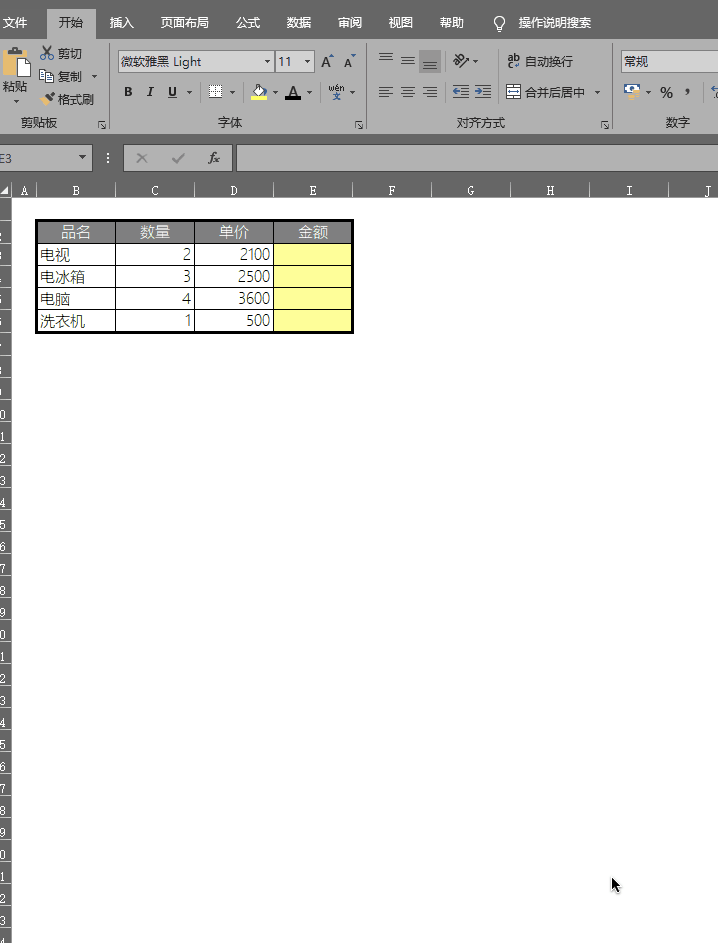 文件 开始 插入 页面布局 公式 数据 审阅 视图 帮助 操作说明搜索
剪切
微软雅黑 Light 11 A A ab 自动换行 常规
粘贴 复制
格式刷 B I U A wén 文 合并后居中 % ,
剪贴板 字体 对齐方式 数字
E3 fx
A B C D E F G H I J
品名 数量 单价 金额
电视 2 2100
电冰箱 3 2500
电脑 4 3600
洗衣机 1 500